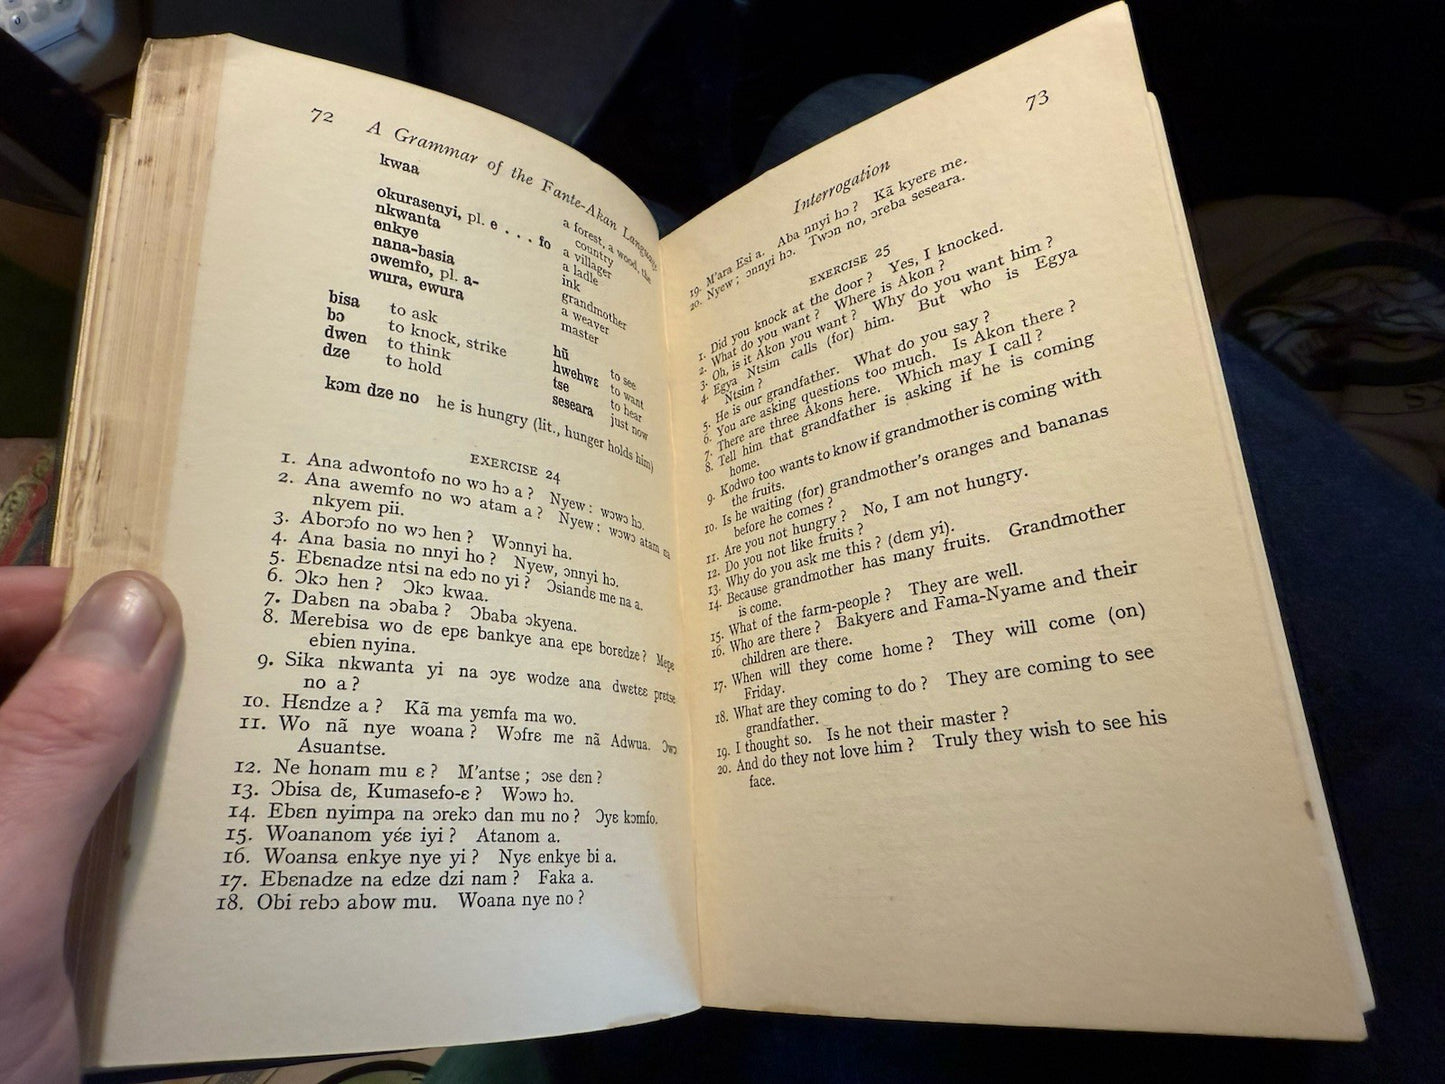 72 A Grammar of the Fante-Akan Language
kwaa a forest, a wood, the
country
okurasenyi, pl. e . . . fo a villager
nkwanta a ladle
enkye ink
nana-basia grandmother
ɔwemfo, pl. a- a weaver
wura, ewura master
bisa to ask hũ to see
bɔ to knock, strike hwehwɛ to want
dwen to think tse to hear
dze to hold seseara just now
kɔm dze no he is hungry (lit., hunger holds him)
EXERCISE 24
1. Ana adwontofo no wɔ hɔ a? Nyew: wɔwɔ hɔ.
2. Ana awemfo no wɔ atam a? Nyew: wɔwɔ atam na
nkyem pii.
3. Aborɔfo no wɔ hen? Wɔnnyi ha.
4. Ana basia no nnyi ho? Nyew, ɔnnyi hɔ.
5. Ebɛnadze ntsi na edɔ no yi? Ɔsiandɛ me na a.
6. Ɔkɔ hen? Ɔkɔ kwaa.
7. Dabɛn na ɔbaba? Ɔbaba ɔkyena.
8. Merebisa wo dɛ epɛ bankye ana epɛ borɛdze? Mepɛ
ebien nyina.
9. Sika nkwanta yi na ɔyɛ wodze ana dwetɛɛ prɛtse
no a?
10. Hɛndze a? Kã ma yɛmfa ma wo.
11. Wo nã nye woana? Wɔfrɛ me nã Adwua. Ɔwɔ
Asuantse.
12. Ne honam mu ɛ? M'antse; ɔse dɛn?
13. Ɔbisa dɛ, Kumasefo-ɛ? Wɔwɔ hɔ.
14. Ebɛn nyimpa na ɔrekɔ dan mu no? Ɔyɛ kɔmfo.
15. Woananom yéɛ iyi? Atanom a.
16. Woansa enkye nye yi? Nyɛ enkye bi a.
17. Ebɛnadze na edze dzi nam? Faka a.
18. Obi rebɔ abow mu. Woana nye no?
Interrogation 73
19. M'ara Esi a. Aba nnyi hɔ? Kã kyerɛ me.
20. Nyew; ɔnnyi hɔ. Twɔn no, ɔreba seseara.
EXERCISE 25
1. Did you knock at the door? Yes, I knocked.
2. What do you want? Where is Akon?
3. Oh, is it Akon you want? Why do you want him?
4. Egya Ntsim calls (for) him. But who is Egya
Ntsim?
5. He is our grandfather. What do you say?
6. You are asking questions too much. Is Akon there?
7. There are three Akons here. Which may I call?
8. Tell him that grandfather is asking if he is coming
home.
9. Kodwo too wants to know if grandmother is coming with
the fruits.
10. Is he waiting (for) grandmother's oranges and bananas
before he comes?
11. Are you not hungry? No, I am not hungry.
12. Do you not like fruits?
13. Why do you ask me this? (dɛm yi).
14. Because grandmother has many fruits. Grandmother
is come.
15. What of the farm-people? They are well.
16. Who are there? Bakyerɛ and Fama-Nyame and their
children are there.
17. When will they come home? They will come (on)
Friday.
18. What are they coming to do? They are coming to see
grandfather.
19. I thought so. Is he not their master?
20. And do they not love him? Truly they wish to see his
face.